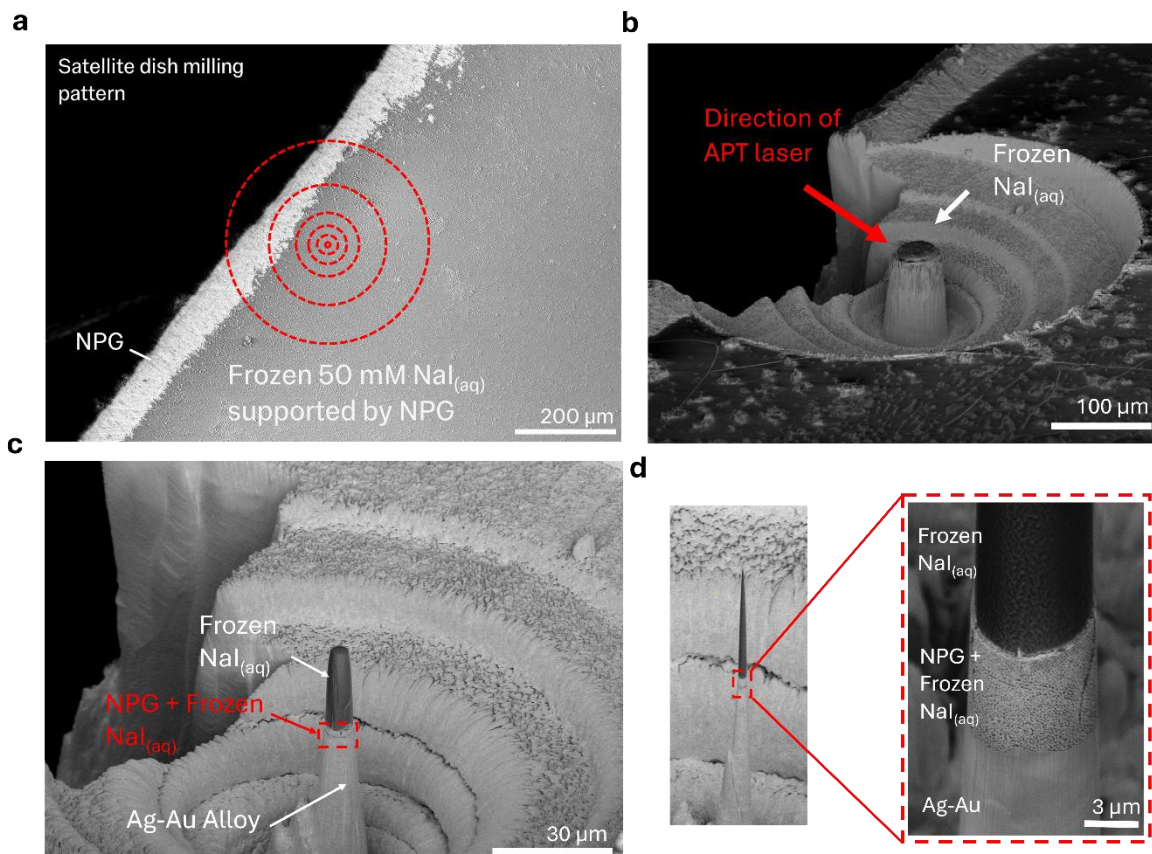 a
Satellite dish milling
pattern
NPG
Frozen 50 mM NaI(aq)
supported by NPG
200 µm
b
Direction of
APT laser
Frozen
NaI(aq)
100 µm
c
Frozen
NaI(aq)
NPG + Frozen
NaI(aq)
Ag-Au Alloy
30 µm
d
Frozen
NaI(aq)
NPG +
Frozen
NaI(aq)
Ag-Au
3 µm